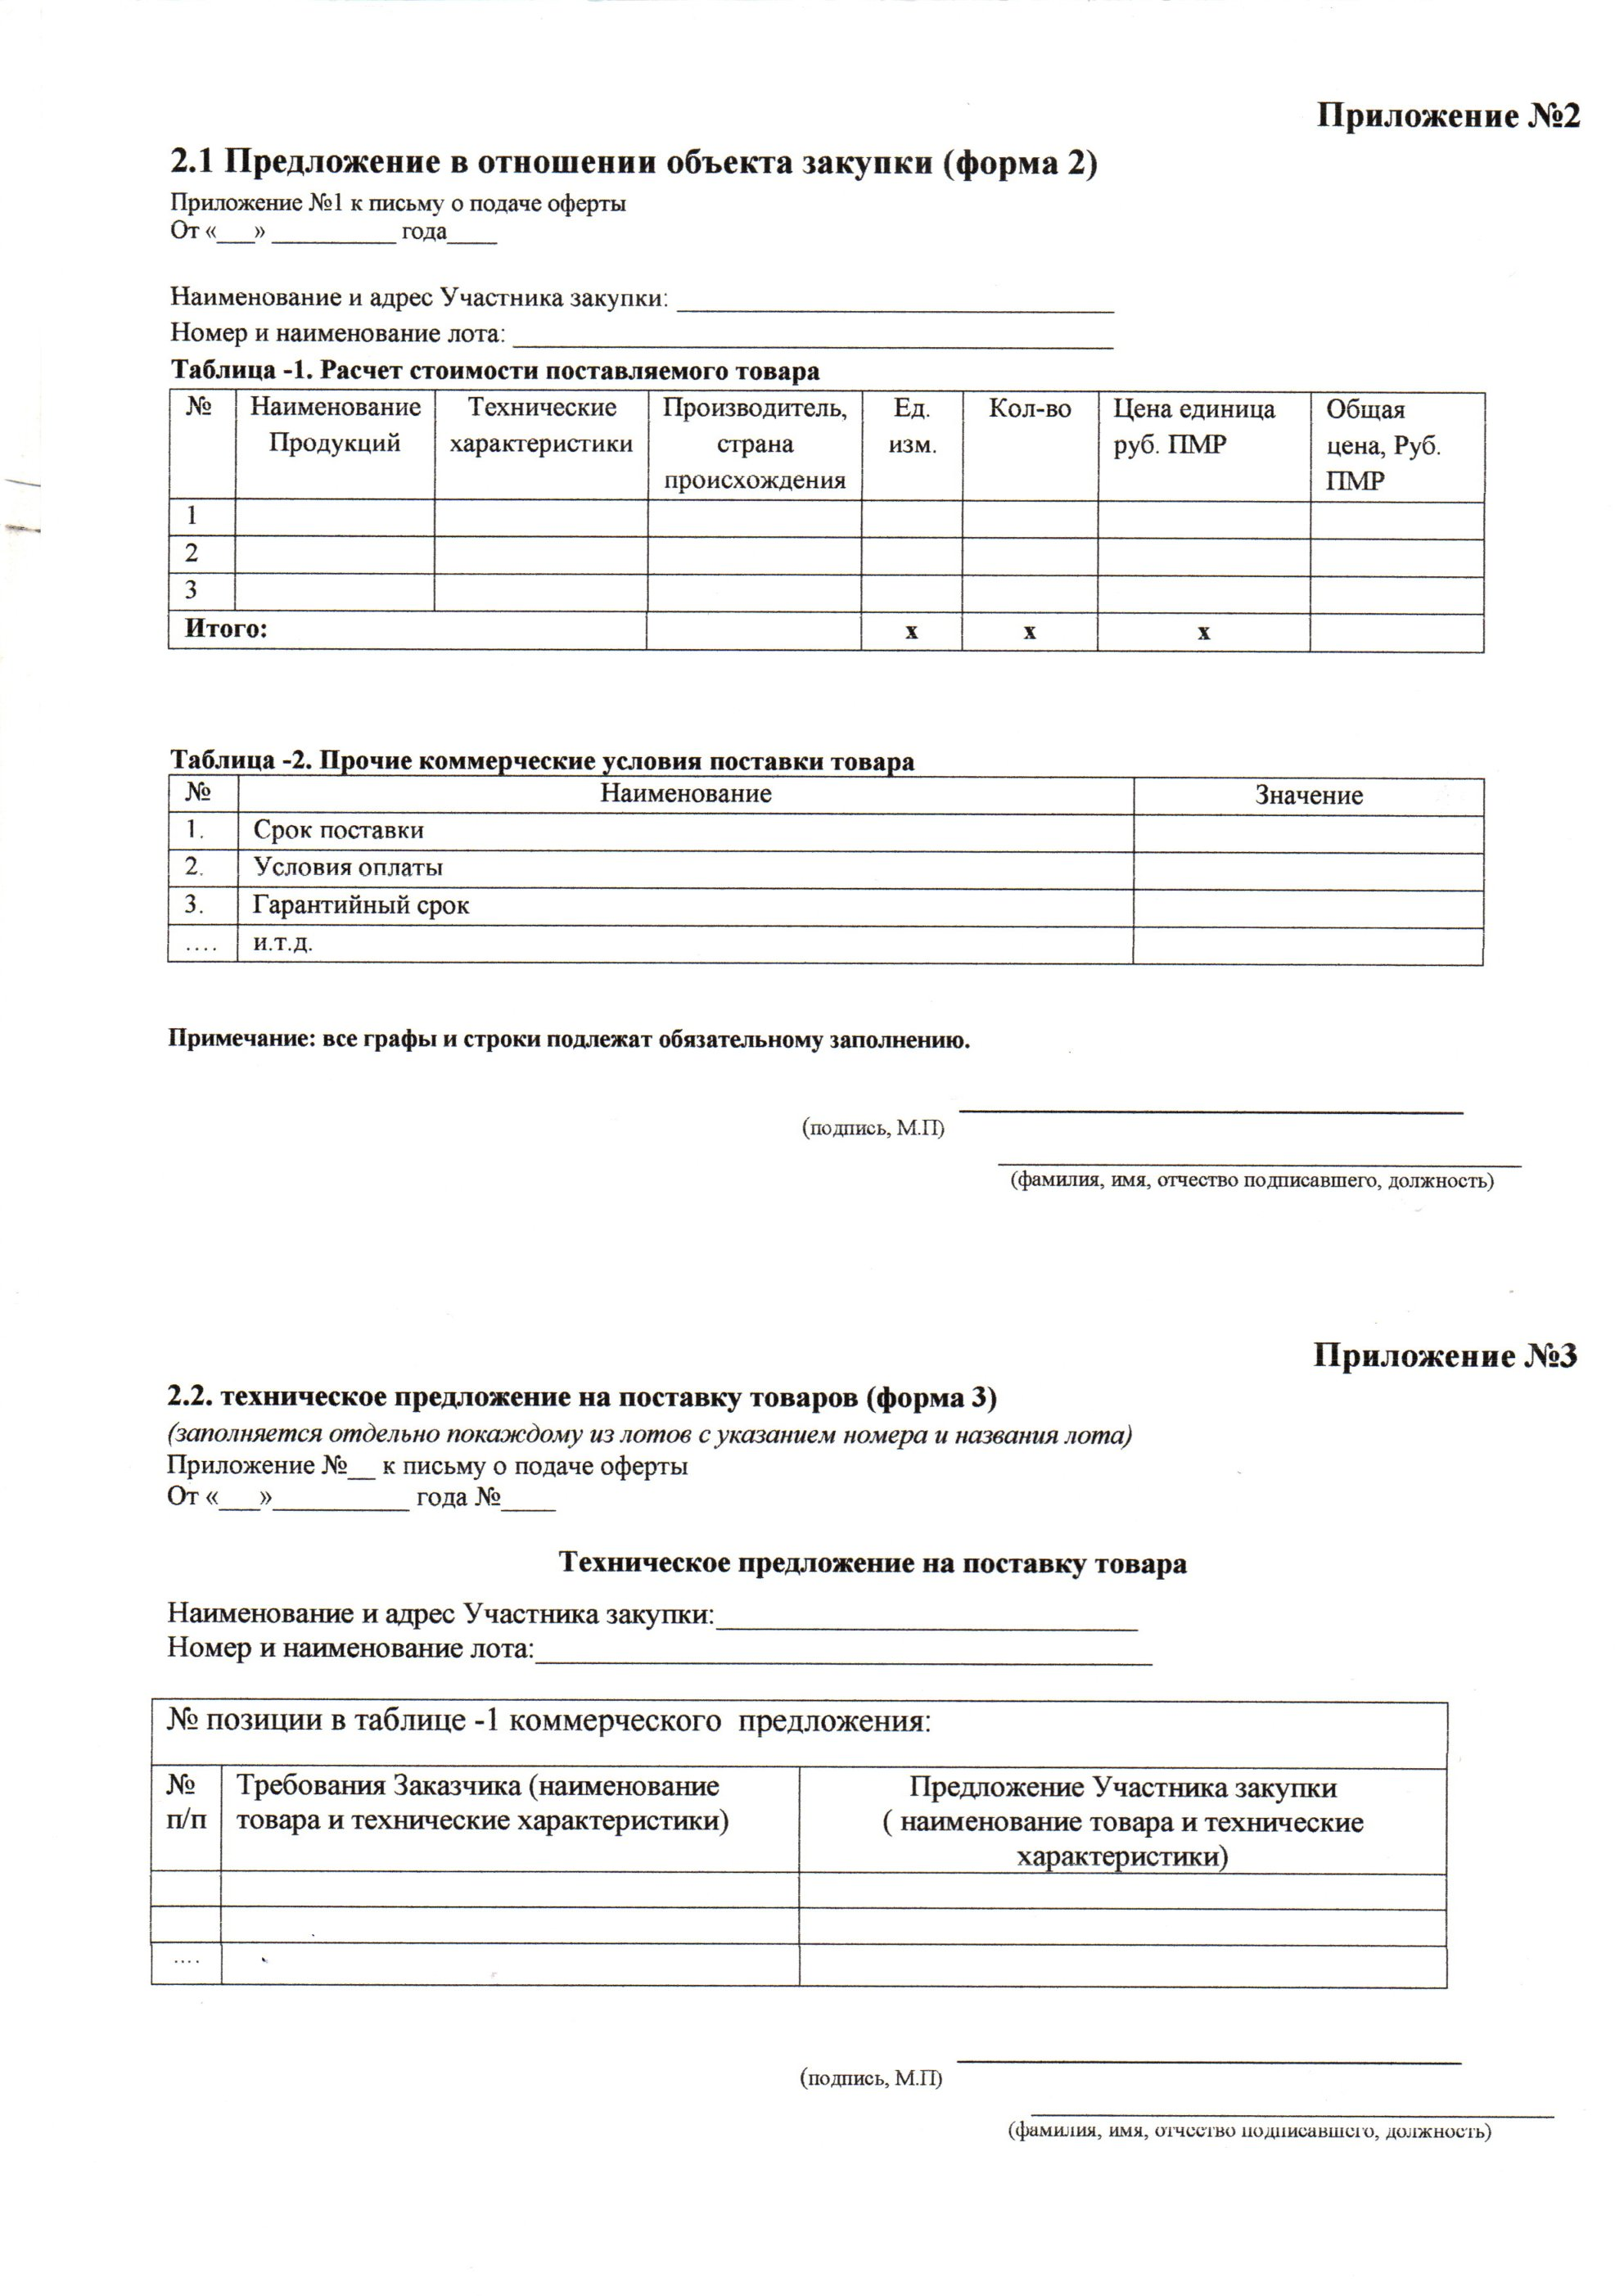 Приложение №2
2.1 Предложение в отношении объекта закупки (форма 2)
Приложение №1 к письму о подаче оферты
От «___» __________ года____
Наименование и адрес Участника закупки: ___________________________________
Номер и наименование лота: ________________________________________________
Таблица -1. Расчет стоимости поставляемого товара
№ Наименование Продукций Технические характеристики Производитель, страна происхождения Ед. изм. Кол-во Цена единица руб. ПМР Общая цена, Руб. ПМР
1
2
3
Итого: х х х
Таблица -2. Прочие коммерческие условия поставки товара
№ Наименование Значение
1. Срок поставки
2. Условия оплаты
3. Гарантийный срок
.... и.т.д.
Примечание: все графы и строки подлежат обязательному заполнению.
(подпись, М.П) ____________________________________
(фамилия, имя, отчество подписавшего, должность)
Приложение №3
2.2. техническое предложение на поставку товаров (форма 3)
(заполняется отдельно покаждому из лотов с указанием номера и названия лота)
Приложение №__ к письму о подаче оферты
От «___»__________ года №____
Техническое предложение на поставку товара
Наименование и адрес Участника закупки:_______________________________
Номер и наименование лота:_____________________________________________
№ позиции в таблице -1 коммерческого предложения:
№ п/п Требования Заказчика (наименование товара и технические характеристики) Предложение Участника закупки ( наименование товара и технические характеристики)
....
(подпись, М.П) ____________________________________
(фамилия, имя, отчество подписавшего, должность)